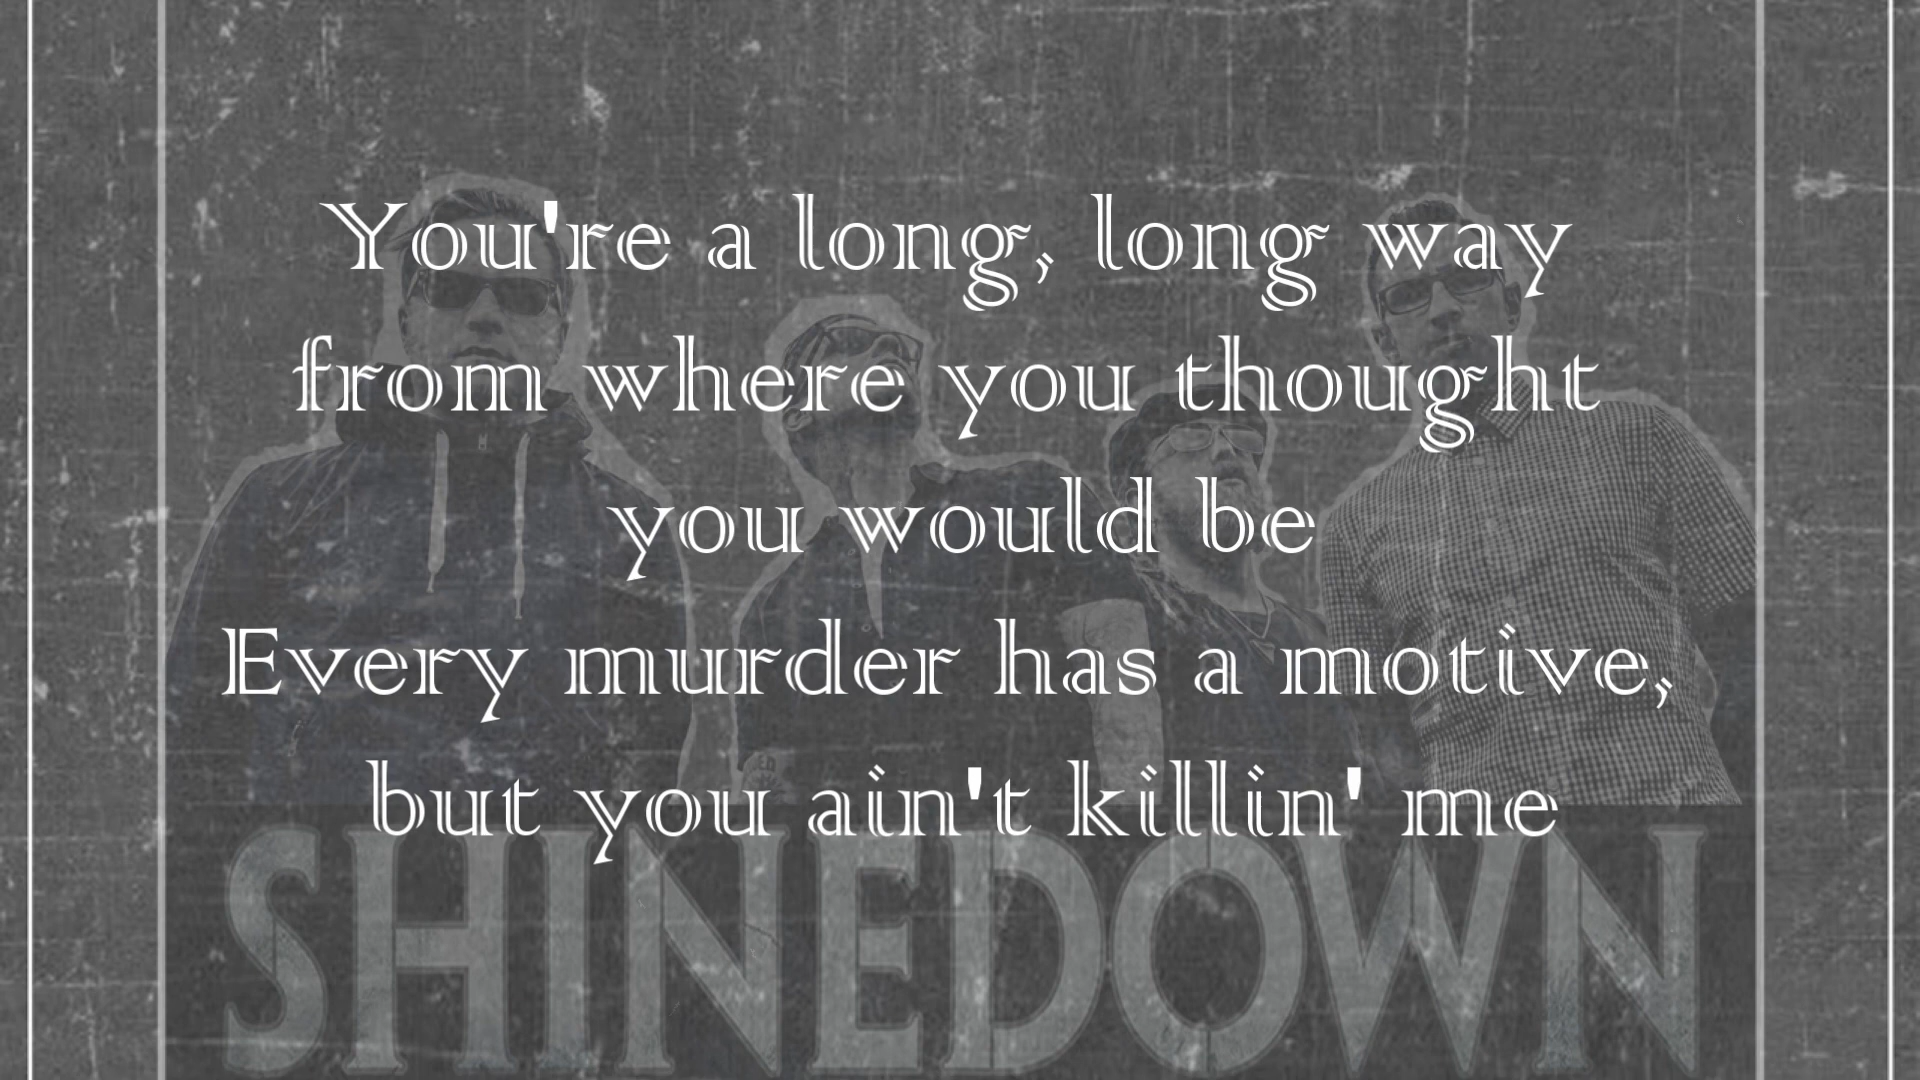 You're a long, long way
from where you thought
you would be
Every murder has a motive,
but you ain't killin' me
SHINEDOWN